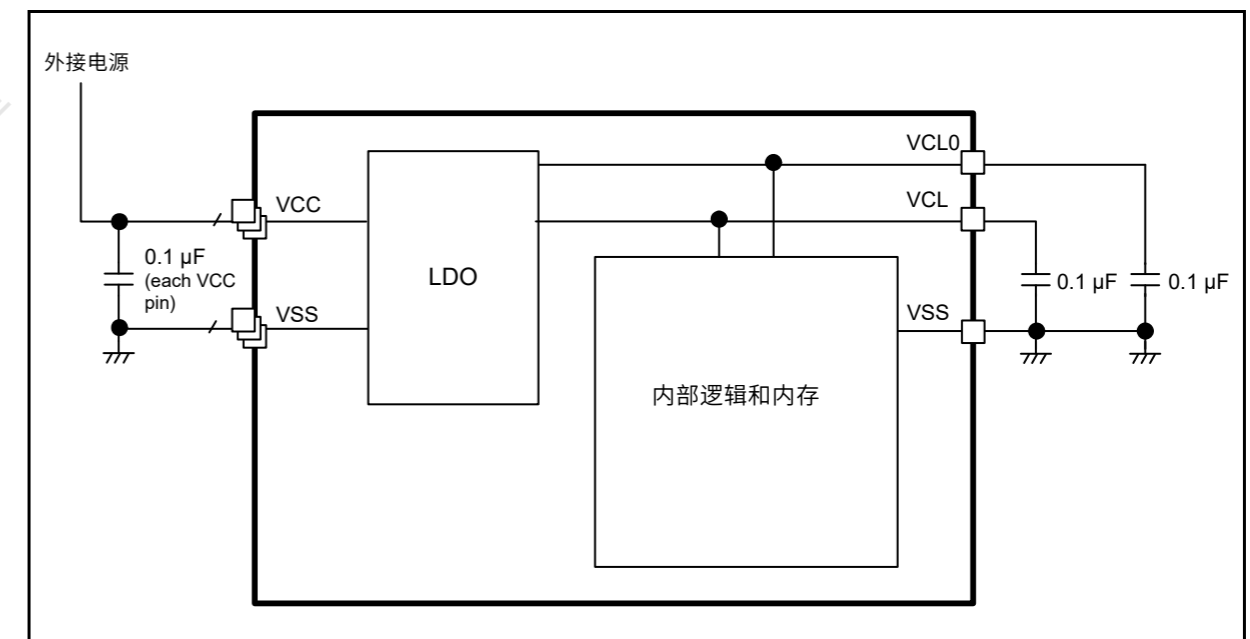 外接电源
VCL0
VCC
VCL
0.1 µF
(each VCC
pin)
LDO
0.1 µF
0.1 µF
VSS
VSS
内部逻辑和内存